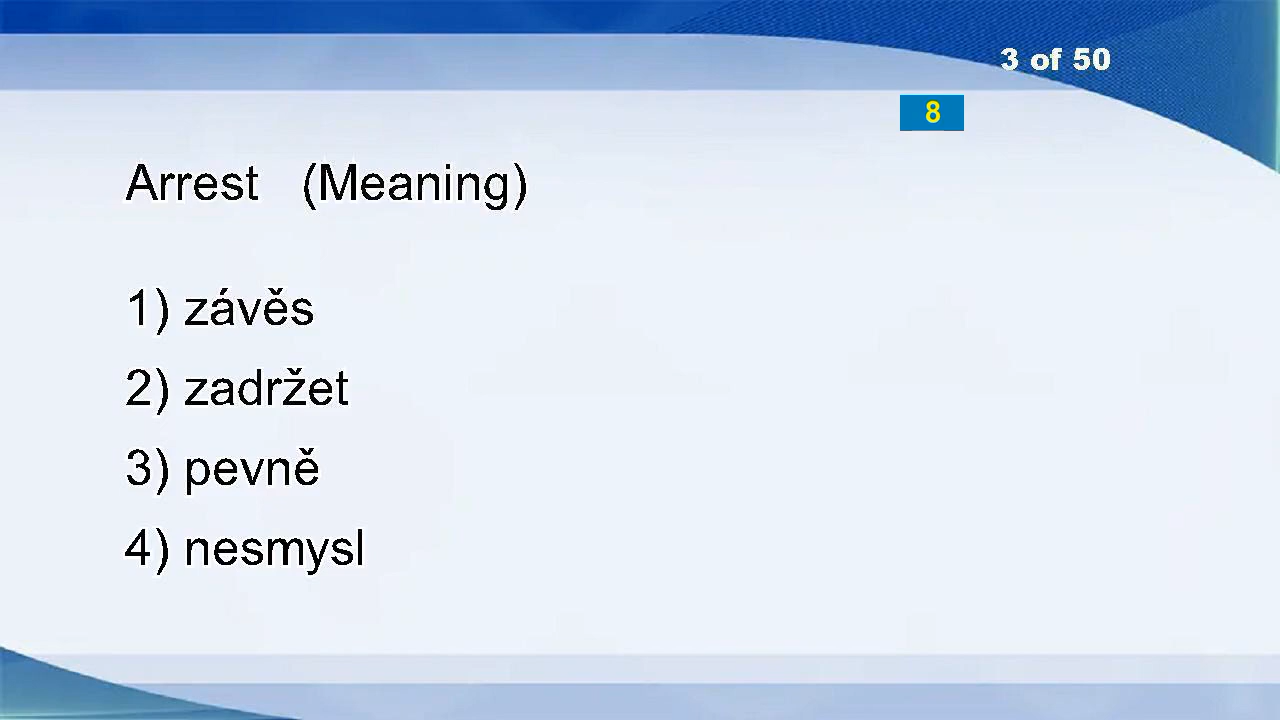 3 of 50
8
Arrest (Meaning)
1) závěs
2) zadržet
3) pevně
4) nesmysl